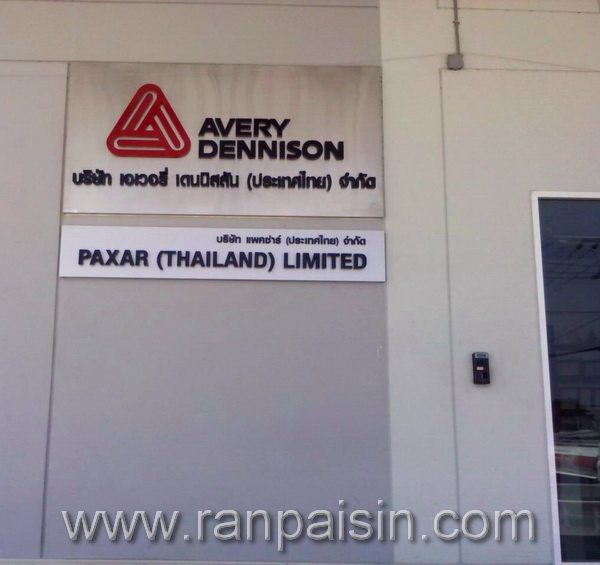 AVERY
DENNISON
บริษัท เอเวอรี่ เดนนิสสัน (ประเทศไทย) จำกัด
บริษัท แพคซาร์ (ประเทศไทย) จำกัด
PAXAR (THAILAND) LIMITED
www.ranpaisin.com